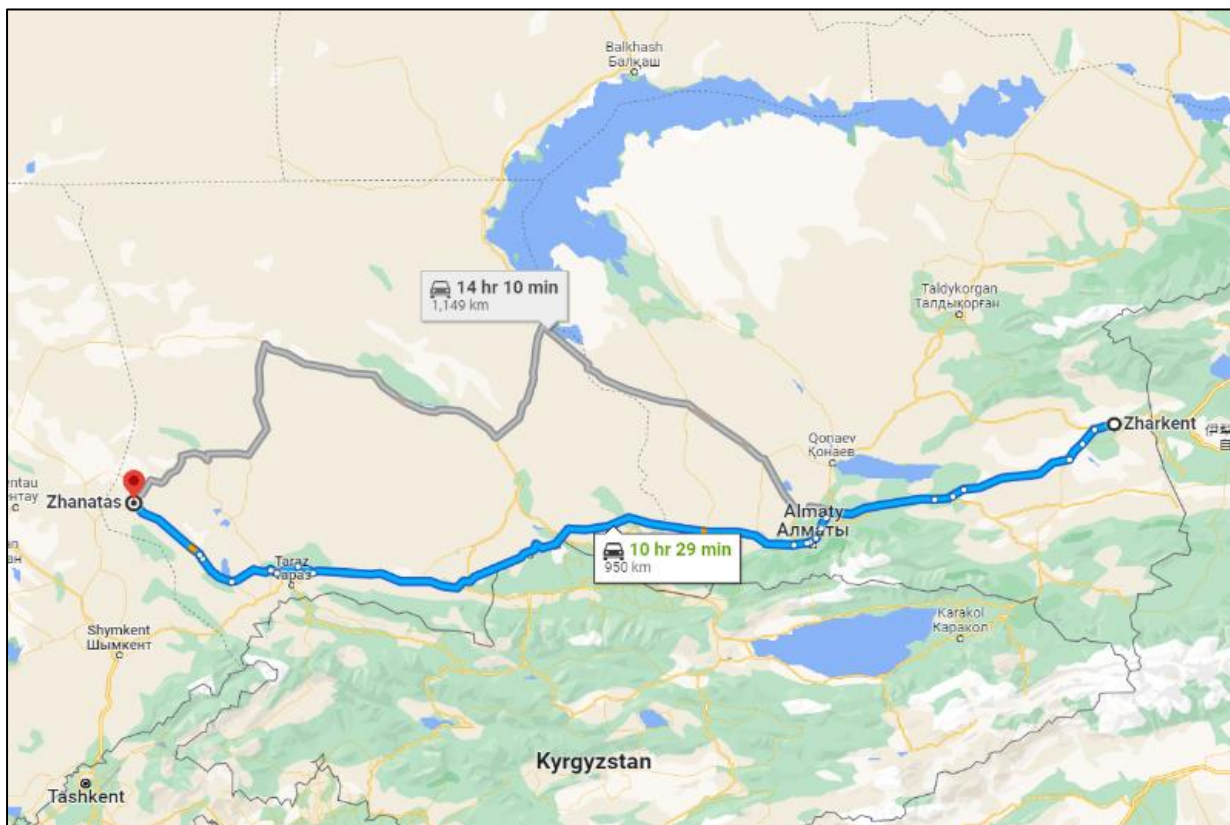 Balkhash
Балқаш
14 hr 10 min
1,149 km
Taldykorgan
Талдықорған
Zharkent
Qonaev
Қонаев
Zhanatas
Almaty
Алматы
10 hr 29 min
950 km
Taraz
Тараз
Karakol
Каракол
Shymkent
Шымкент
Kyrgyzstan
Tashkent